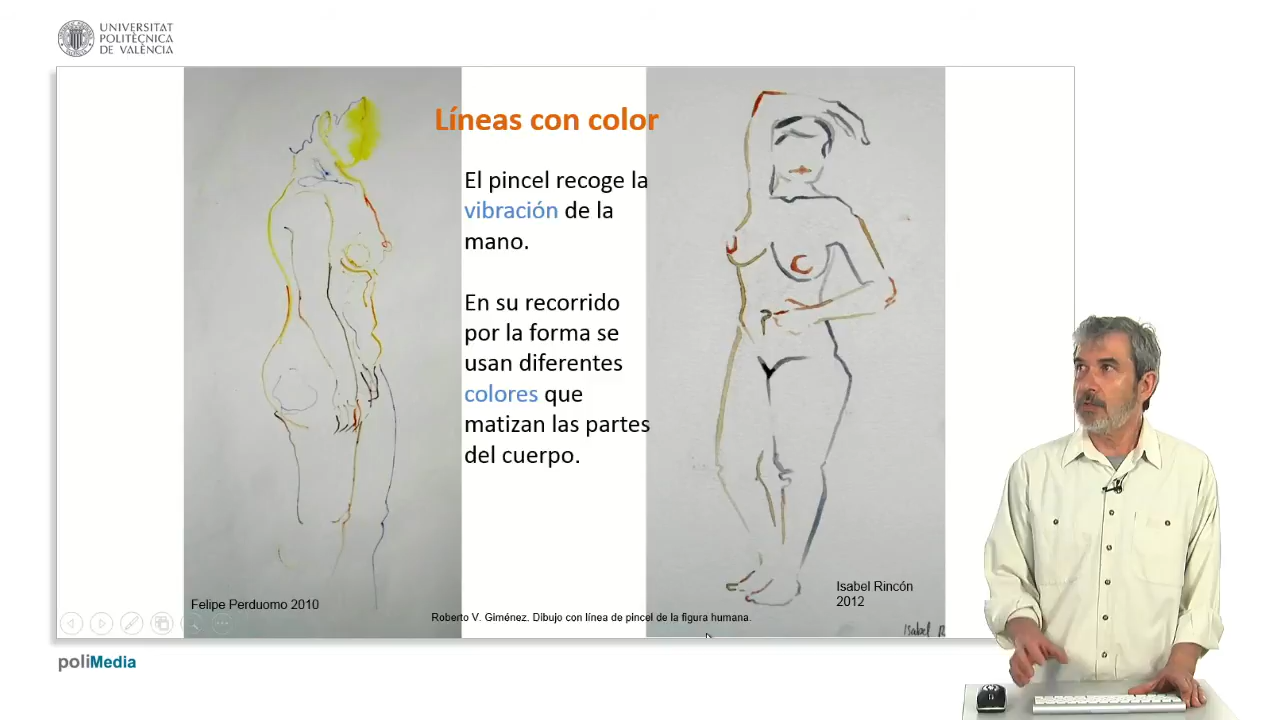 UNIVERSITAT
POLITÈCNICA
DE VALÈNCIA
Líneas con color
El pincel recoge la
vibración de la
mano.
En su recorrido
por la forma se
usan diferentes
colores que
matizan las partes
del cuerpo.
Felipe Perduomo 2010
Isabel Rincón
2012
Roberto V. Giménez. Dibujo con línea de pincel de la figura humana.
Isabel R
poliMedia